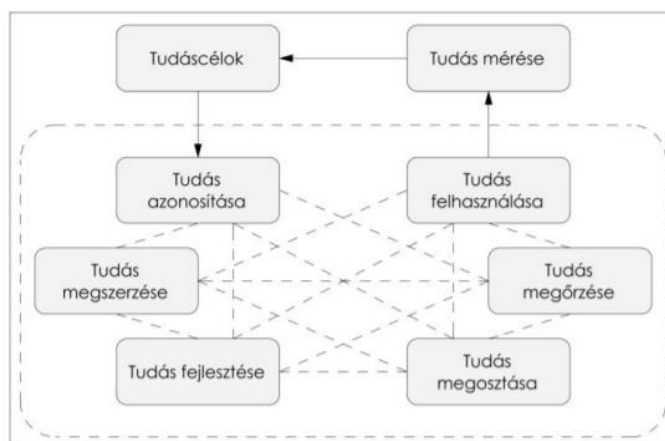 Tudáscélok
Tudás mérése
Tudás
azonosítása
Tudás
felhasználása
Tudás
megszerzése
Tudás
megőrzése
Tudás fejlesztése
Tudás
megosztása